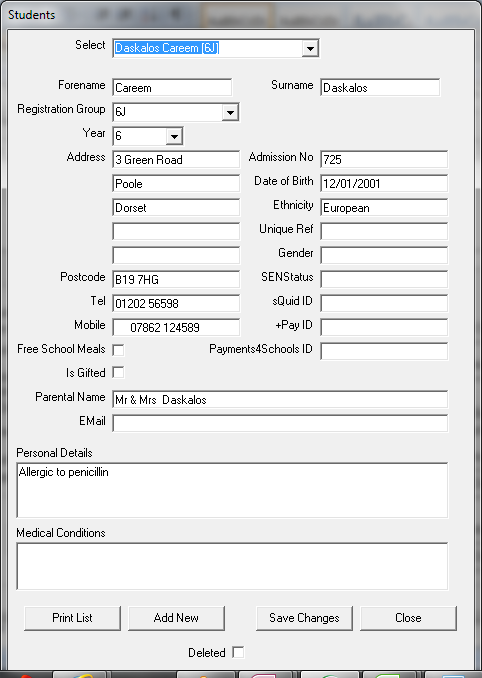 Students
Select Daskalos Careem [6J]
Forename Careem Surname Daskalos
Registration Group 6J
Year 6
Address 3 Green Road Admission No 725
Poole Date of Birth 12/01/2001
Dorset Ethnicity European
Unique Ref
Gender
Postcode B19 7HG SENStatus
Tel 01202 56598 sQuid ID
Mobile 07862 124589 +Pay ID
Free School Meals Payments4Schools ID
Is Gifted
Parental Name Mr & Mrs Daskalos
EMail
Personal Details
Allergic to penicillin
Medical Conditions
Print List Add New Save Changes Close
Deleted